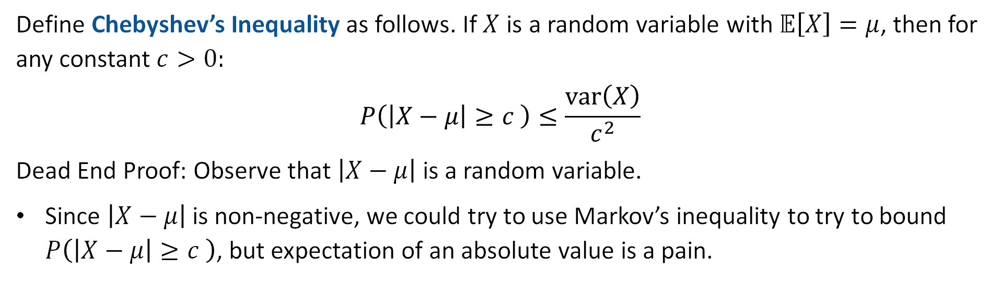 Define Chebyshev’s Inequality as follows. If X is a random variable with 𝔼[X] = μ, then for
any constant c > 0:
P(|X − μ| ≥ c ) ≤ var(X) / c²
Dead End Proof: Observe that |X − μ| is a random variable.
• Since |X − μ| is non-negative, we could try to use Markov’s inequality to try to bound
P(|X − μ| ≥ c ), but expectation of an absolute value is a pain.